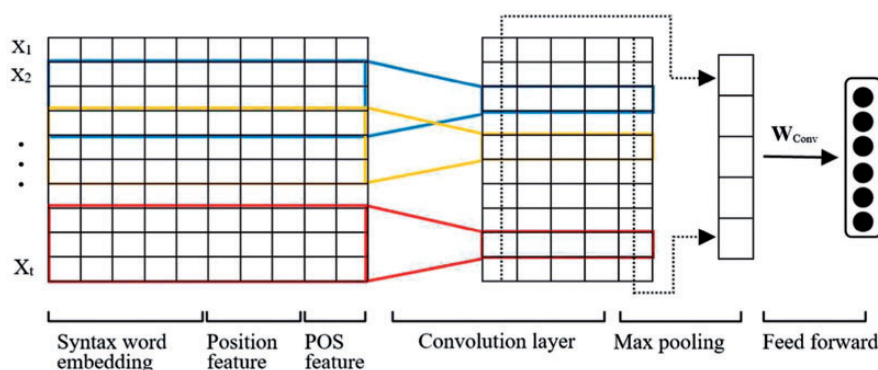 X1
X2
Xt
WConv
Syntax word
embedding
Position
feature
POS
feature
Convolution layer
Max pooling
Feed forward